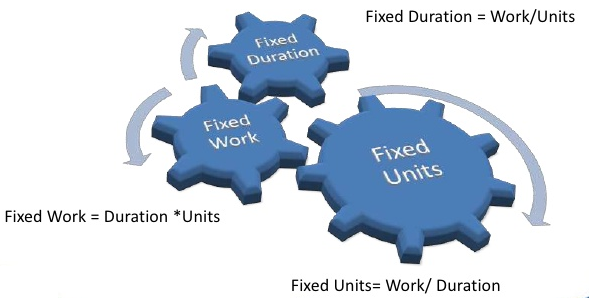 Fixed Duration = Work/Units
Fixed
Duration
Fixed
Work
Fixed
Units
Fixed Work = Duration *Units
Fixed Units= Work/ Duration